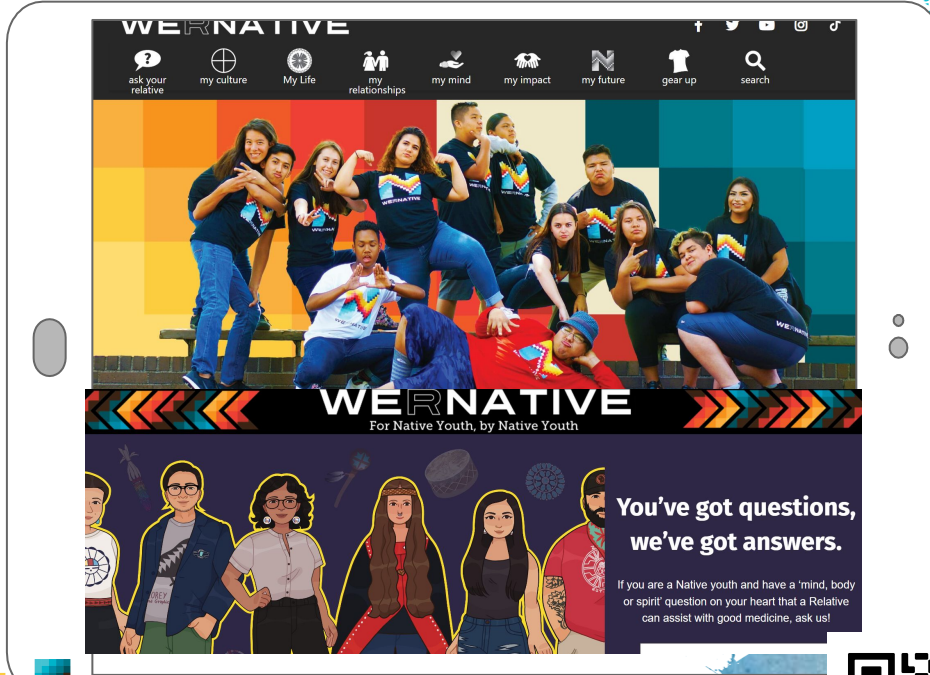 WERNATIVE
ask your
relative
my culture
My Life
my
relationships
my mind
my impact
my future
gear up
search
WERNATIVE
WERNATIVE
WERNATIVE
WERNATIVE
For Native Youth, by Native Youth
You've got questions,
we've got answers.
If you are a Native youth and have a 'mind, body
or spirit' question on your heart that a Relative
can assist with good medicine, ask us!